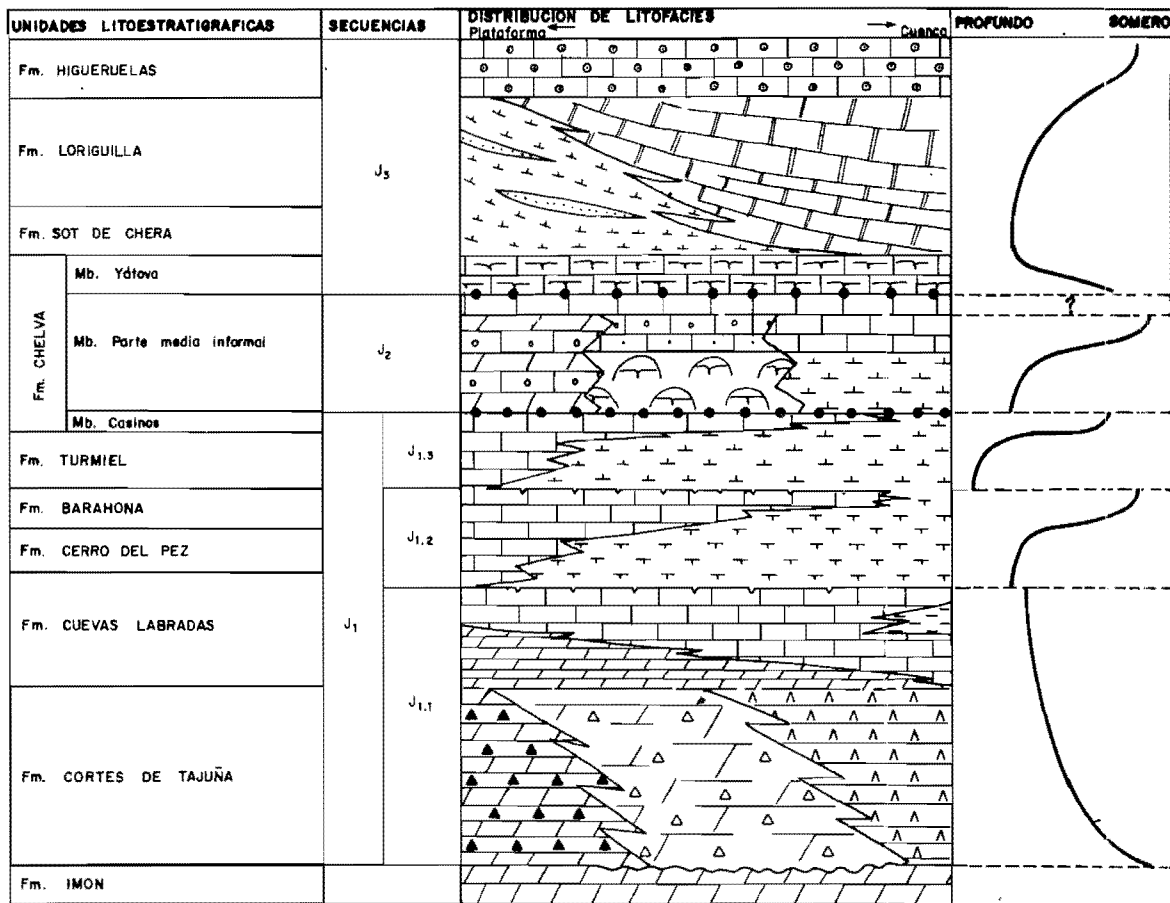 UNIDADES LITOESTRATIGRAFICAS
SECUENCIAS
DISTRIBUCION DE LITOFACIES
Plataforma
Cuenca
PROFUNDO
SOMERO
Fm. HIGUERUELAS
Fm. LORIGUILLA
J3
Fm. SOT DE CHERA
Fm. CHELVA
Mb. Yátova
?
Mb. Parte media informal
J2
Mb. Casinos
Fm. TURMIEL
J1.3
Fm. BARAHONA
J1.2
Fm. CERRO DEL PEZ
Fm. CUEVAS LABRADAS
J1
J1.1
Fm. CORTES DE TAJUÑA
Fm. IMON